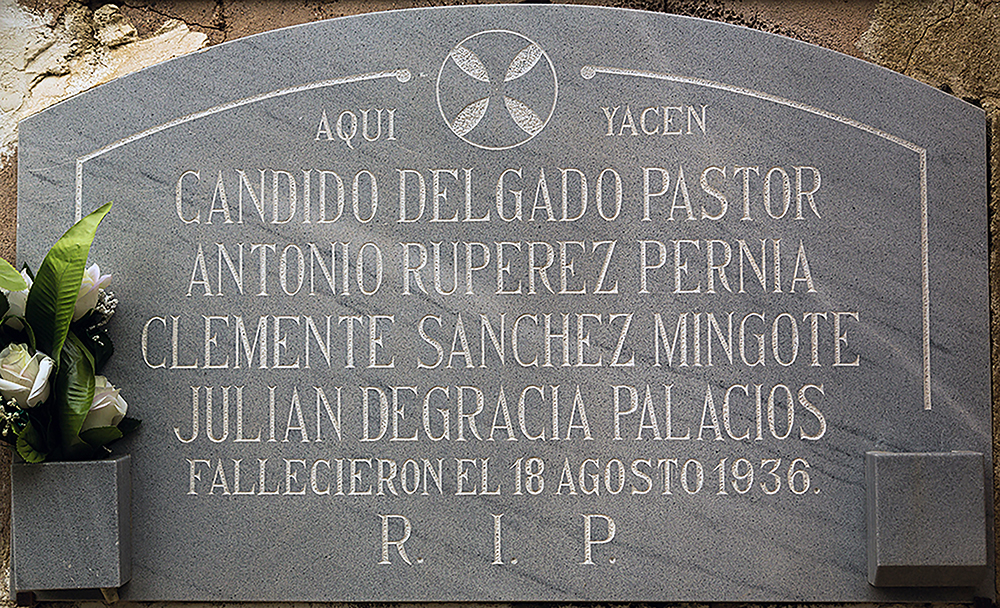 AQUI YACEN
CANDIDO DELGADO PASTOR
ANTONIO RUPEREZ PERNIA
CLEMENTE SANCHEZ MINGOTE
JULIAN DEGRACIA PALACIOS
FALLECIERON EL 18 AGOSTO 1936.
R. I. P.